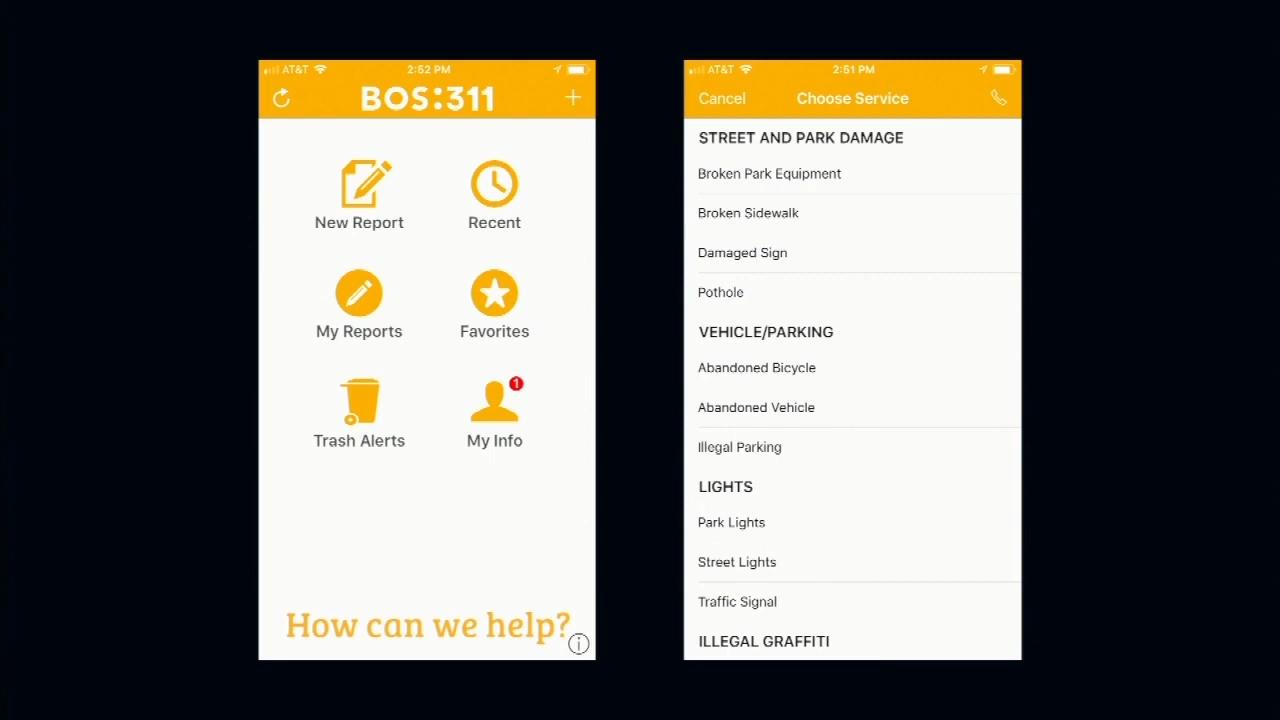 AT&T 2:52 PM
BOS:311
New Report Recent
My Reports Favorites
1
Trash Alerts My Info
How can we help?
i
AT&T 2:51 PM
Cancel Choose Service
STREET AND PARK DAMAGE
Broken Park Equipment
Broken Sidewalk
Damaged Sign
Pothole
VEHICLE/PARKING
Abandoned Bicycle
Abandoned Vehicle
Illegal Parking
LIGHTS
Park Lights
Street Lights
Traffic Signal
ILLEGAL GRAFFITI